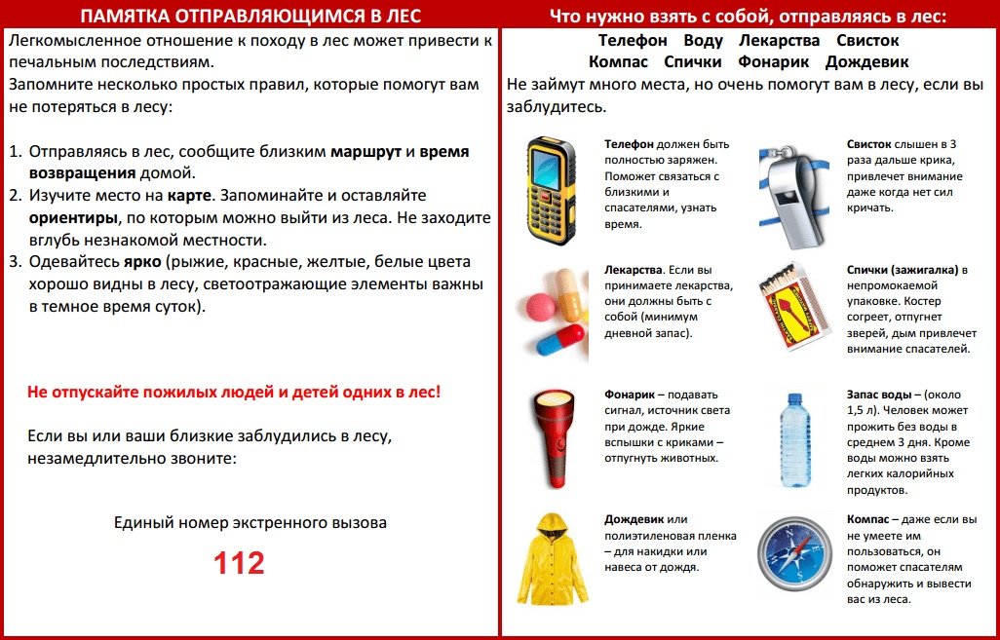 ПАМЯТКА ОТПРАВЛЯЮЩИМСЯ В ЛЕС
Легкомысленное отношение к походу в лес может привести к
печальным последствиям.
Запомните несколько простых правил, которые помогут вам
не потеряться в лесу:
1. Отправляясь в лес, сообщите близким маршрут и время
возвращения домой.
2. Изучите место на карте. Запоминайте и оставляйте
ориентиры, по которым можно выйти из леса. Не заходите
вглубь незнакомой местности.
3. Одевайтесь ярко (рыжие, красные, желтые, белые цвета
хорошо видны в лесу, светоотражающие элементы важны
в темное время суток).
Не отпускайте пожилых людей и детей одних в лес!
Если вы или ваши близкие заблудились в лесу,
незамедлительно звоните:
Единый номер экстренного вызова
112
Что нужно взять с собой, отправляясь в лес:
Телефон Воду Лекарства Свисток
Компас Спички Фонарик Дождевик
Не займут много места, но очень помогут вам в лесу, если вы
заблудитесь.
Телефон должен быть
полностью заряжен.
Поможет связаться с
близкими и
спасателями, узнать
время.
Свисток слышен в 3
раза дальше крика,
привлечет внимание
даже когда нет сил
кричать.
Лекарства. Если вы
принимаете лекарства,
они должны быть с
собой (минимум
дневной запас).
Спички (зажигалка) в
непромокаемой
упаковке. Костер
согреет, отпугнет
зверей, дым привлечет
внимание спасателей.
Фонарик – подавать
сигнал, источник света
при дожде. Яркие
вспышки с криками –
отпугнуть животных.
Запас воды – (около
1,5 л). Человек может
прожить без воды в
среднем 3 дня. Кроме
воды можно взять
легких калорийных
продуктов.
Дождевик или
полиэтиленовая пленка
– для накидки или
навеса от дождя.
Компас – даже если вы
не умеете им
пользоваться, он
поможет спасателям
обнаружить и вывести
вас из леса.